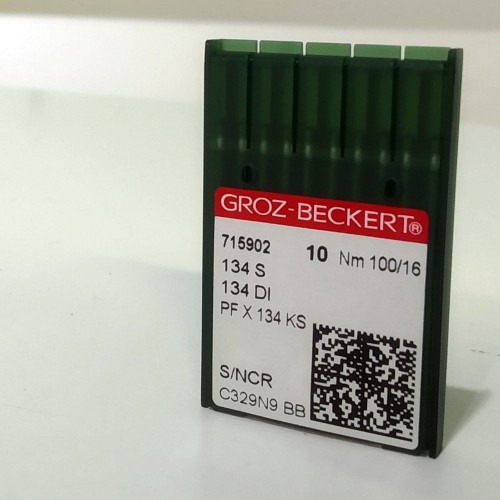 GROZ-BECKERT®
715902 10 Nm 100/16
134 S
134 DI
PF X 134 KS
S/NCR
C329N9 BB